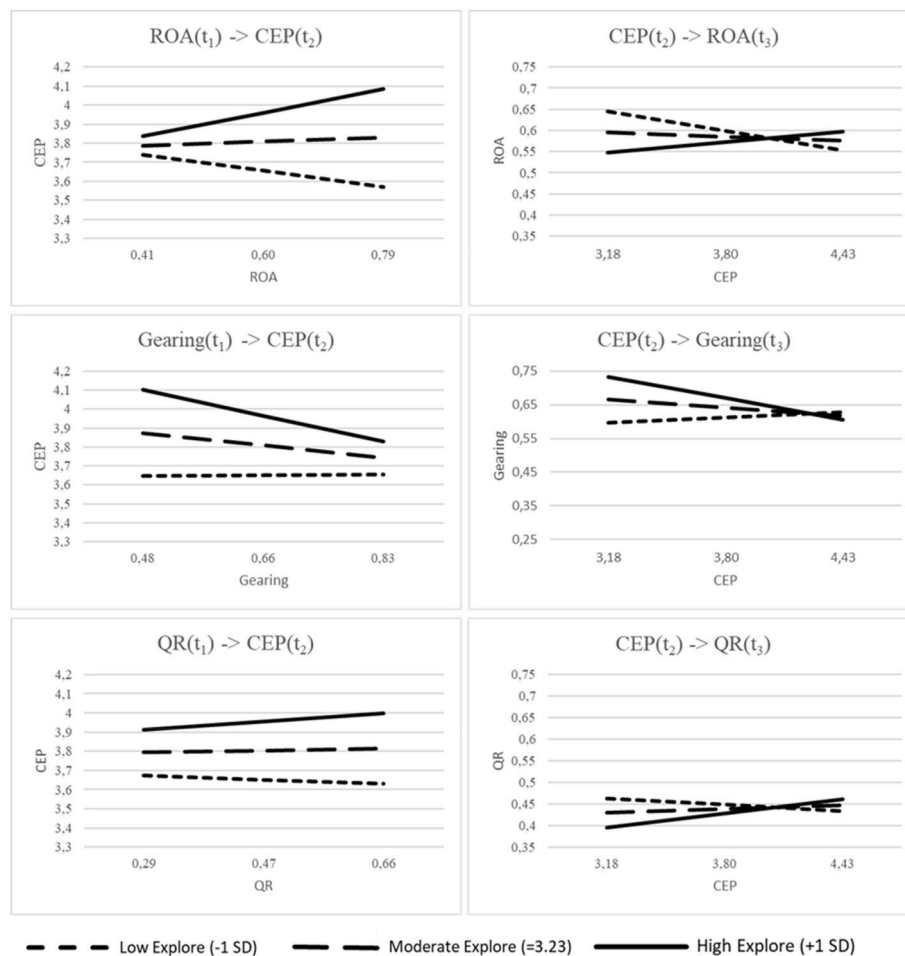 ROA(t₁) -> CEP(t₂)
4,2
4,1
4
3,9
3,8
3,7
3,6
3,5
3,4
3,3
CEP
0,41 0,60 0,79
ROA
CEP(t₂) -> ROA(t₃)
0,75
0,7
0,65
0,6
0,55
0,5
0,45
0,4
0,35
ROA
3,18 3,80 4,43
CEP
Gearing(t₁) -> CEP(t₂)
4,2
4,1
4
3,9
3,8
3,7
3,6
3,5
3,4
3,3
CEP
0,48 0,66 0,83
Gearing
CEP(t₂) -> Gearing(t₃)
0,75
0,65
0,55
0,45
0,35
0,25
Gearing
3,18 3,80 4,43
CEP
QR(t₁) -> CEP(t₂)
4,2
4,1
4
3,9
3,8
3,7
3,6
3,5
3,4
3,3
CEP
0,29 0,47 0,66
QR
CEP(t₂) -> QR(t₃)
0,75
0,7
0,65
0,6
0,55
0,5
0,45
0,4
0,35
QR
3,18 3,80 4,43
CEP
Low Explore (-1 SD) Moderate Explore (=3.23) High Explore (+1 SD)